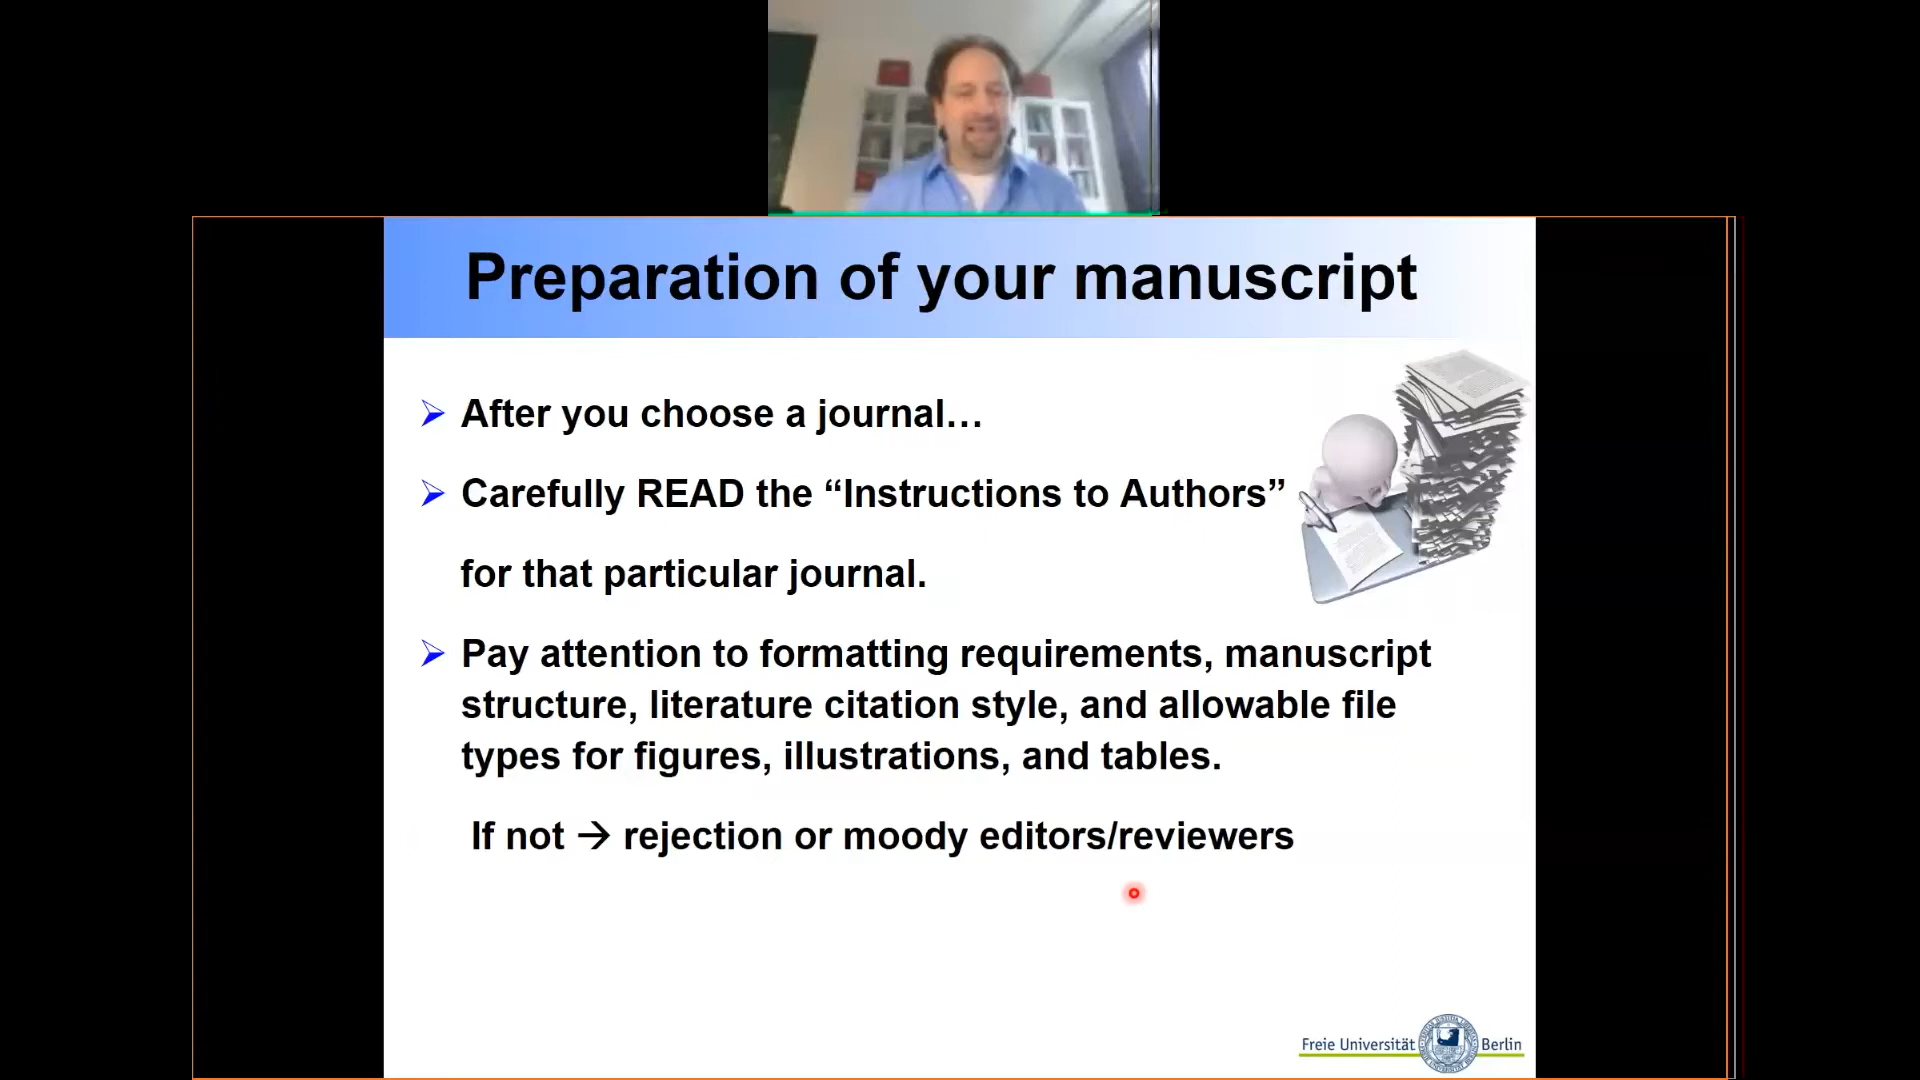 Preparation of your manuscript
After you choose a journal…
Carefully READ the “Instructions to Authors”
for that particular journal.
Pay attention to formatting requirements, manuscript
structure, literature citation style, and allowable file
types for figures, illustrations, and tables.
If not → rejection or moody editors/reviewers
Freie Universität Berlin